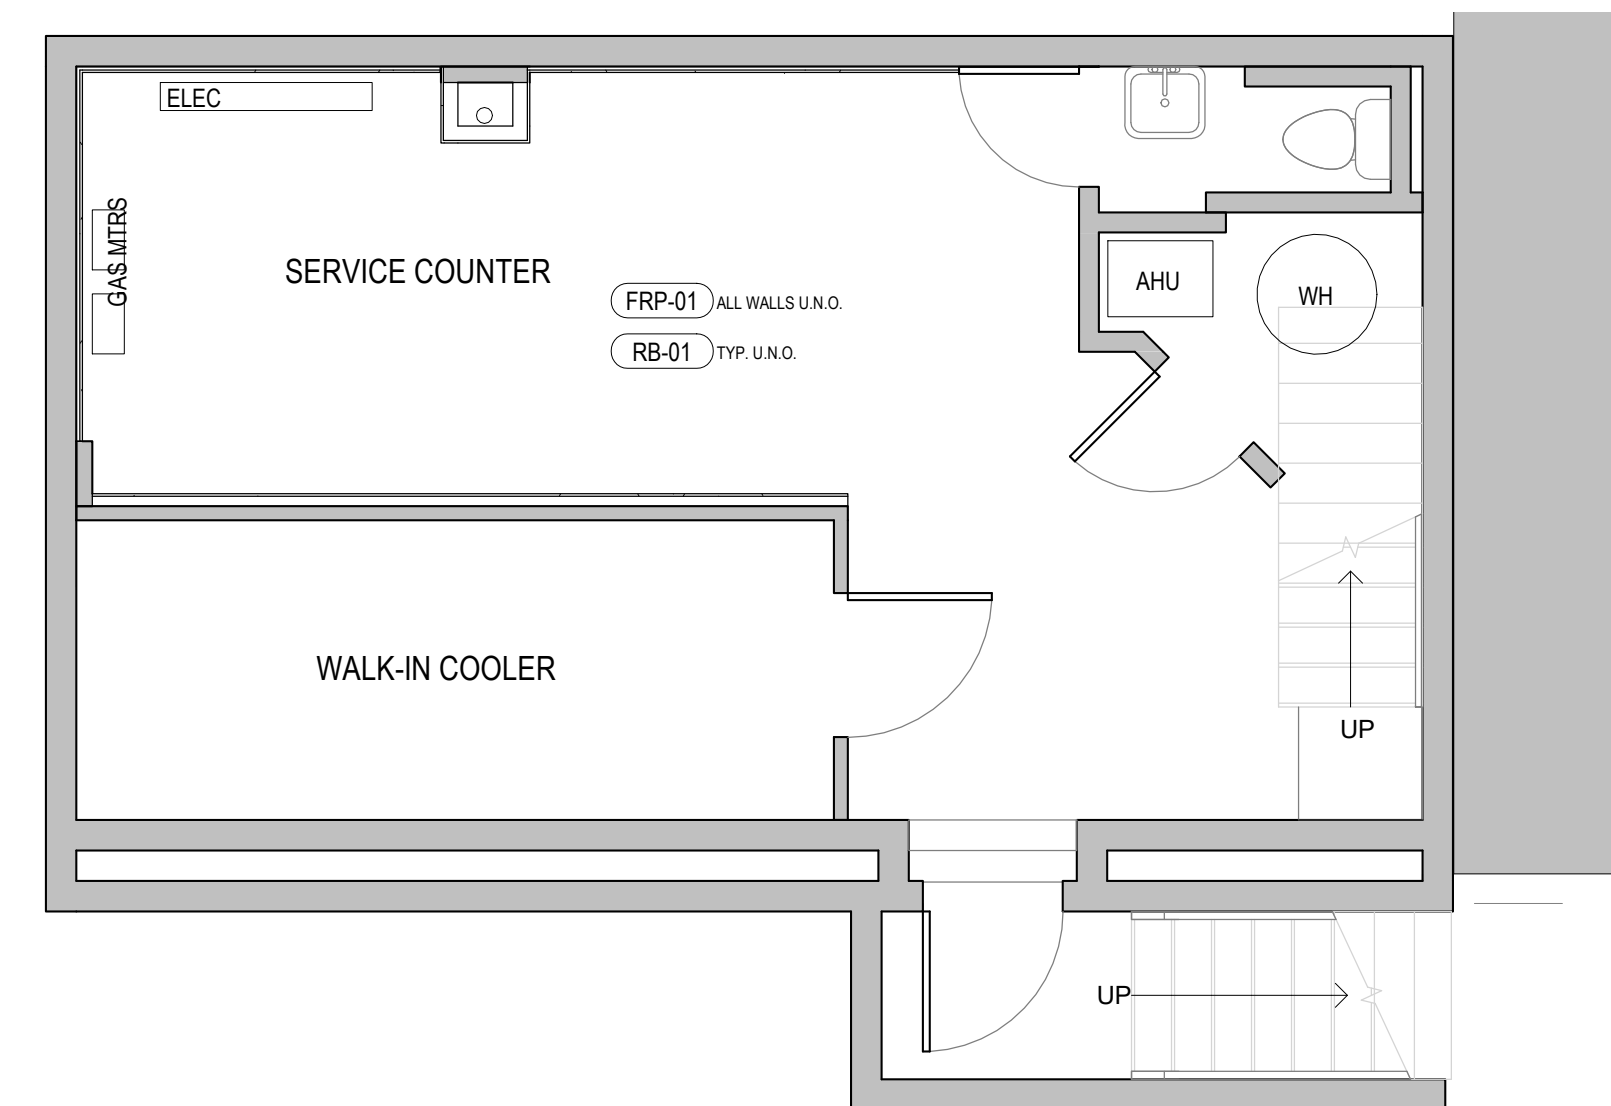 ELEC
GAS MTRS
SERVICE COUNTER
FRP-01 ALL WALLS U.N.O.
RB-01 TYP. U.N.O.
AHU
WH
WALK-IN COOLER
UP
UP